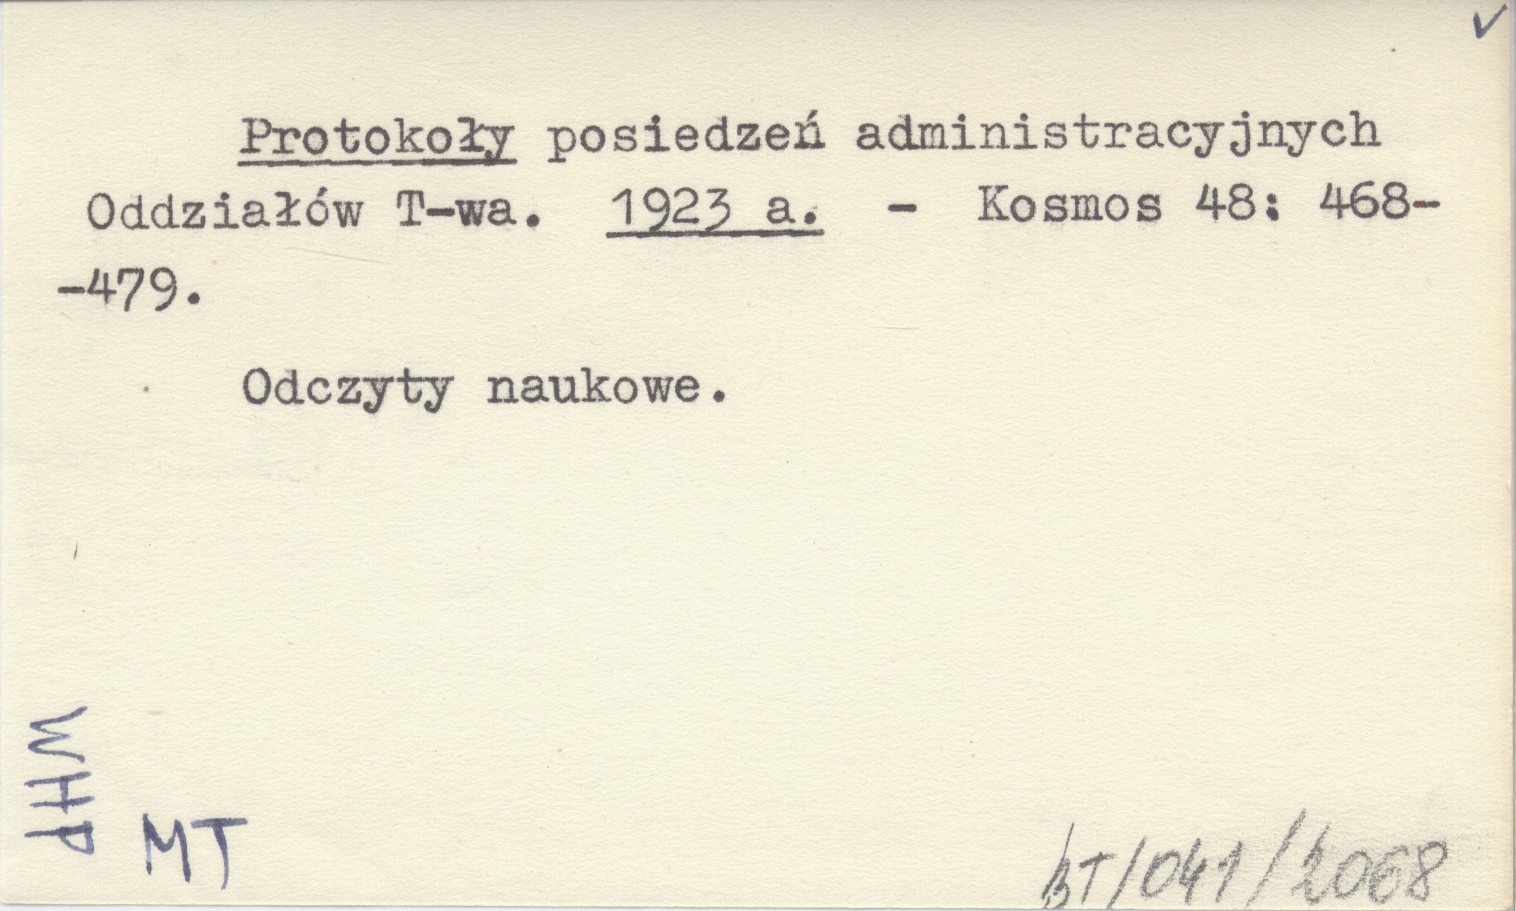 Protokoły posiedzeń administracyjnych
Oddziałów T-wa. 1923 a. - Kosmos 48: 468-
-479.
Odczyty naukowe.
WHP
MT
BT/041/2068